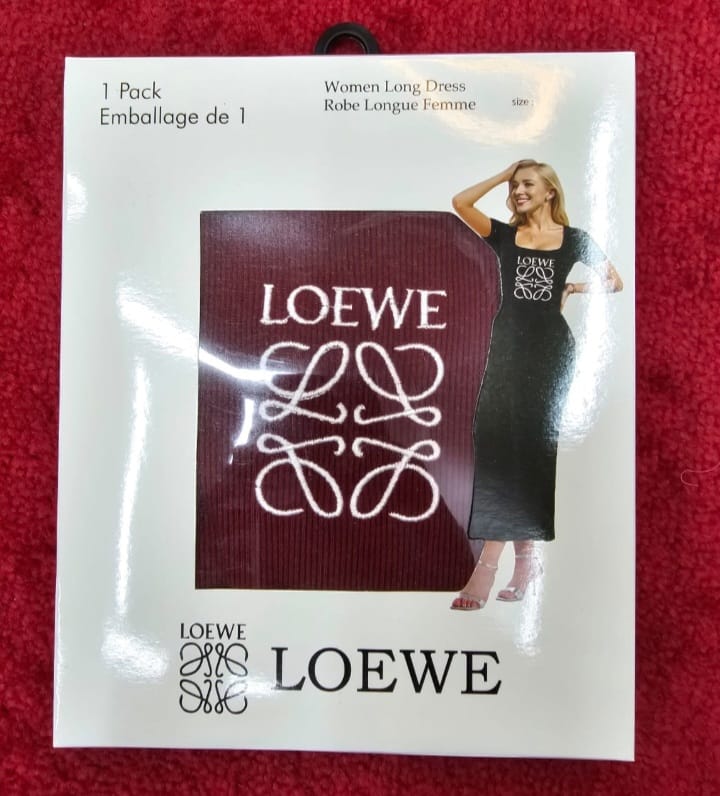 1 Pack
Emballage de 1
Women Long Dress
Robe Longue Femme
size :
LOEWE
LOEWE
LOEWE
LOEWE